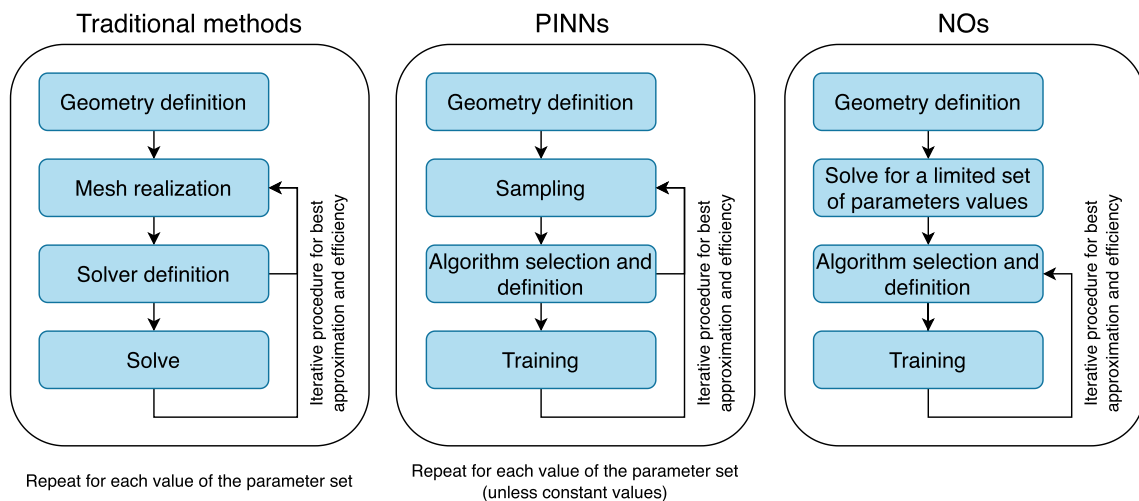 Traditional methods
Geometry definition
Mesh realization
Solver definition
Solve
Iterative procedure for best
approximation and efficiency
Repeat for each value of the parameter set
PINNs
Geometry definition
Sampling
Algorithm selection and
definition
Training
Iterative procedure for best
approximation and efficiency
Repeat for each value of the parameter set
(unless constant values)
NOs
Geometry definition
Solve for a limited set
of parameters values
Algorithm selection and
definition
Training
Iterative procedure for best
approximation and efficiency